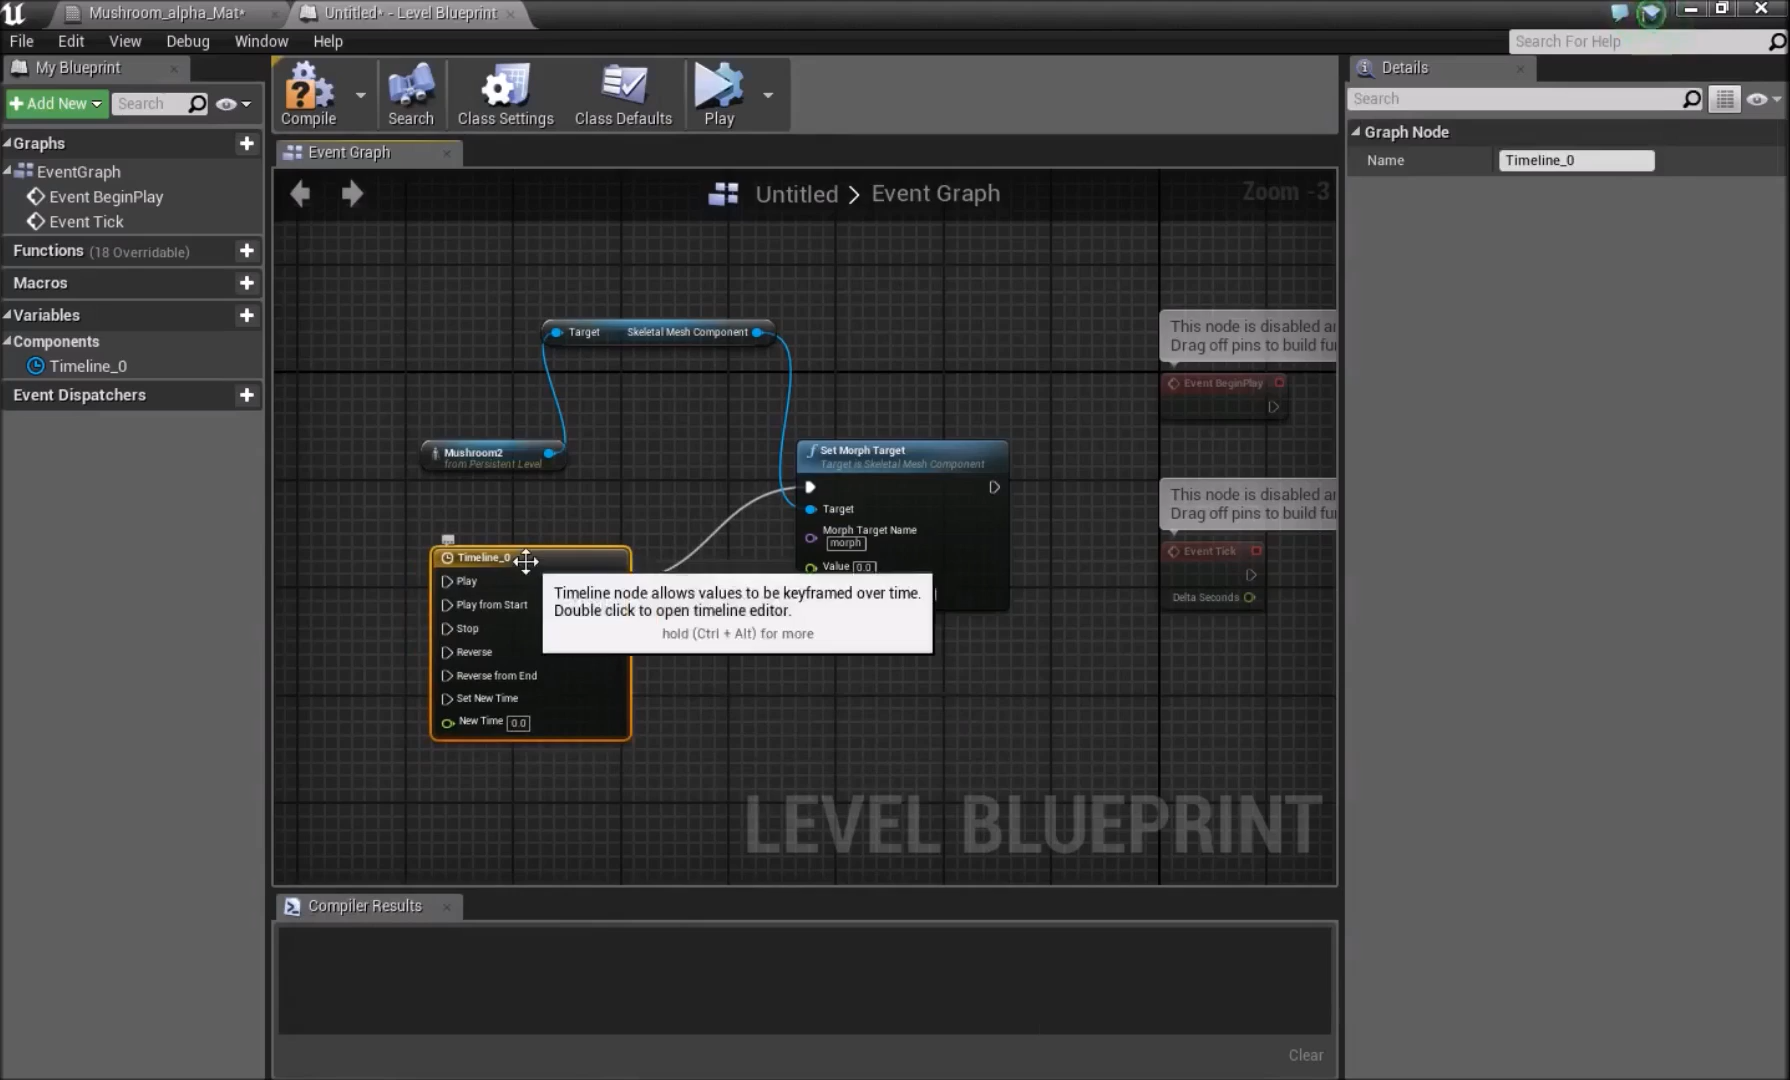 Mushroom_alpha_Mat*
Untitled* - Level Blueprint
File Edit View Debug Window Help
Search For Help
My Blueprint
Add New
Search
Graphs
EventGraph
Event BeginPlay
Event Tick
Functions (18 Overridable)
Macros
Variables
Components
Timeline_0
Event Dispatchers
Compile
Search
Class Settings
Class Defaults
Play
Event Graph
Untitled > Event Graph
Zoom -3
Target Skeletal Mesh Component
Mushroom2
from Persistent Level
Set Morph Target
Target is Skeletal Mesh Component
Target
Morph Target Name
morph
Value 0.0
Timeline_0
Play
Play from Start
Stop
Reverse
Reverse from End
Set New Time
New Time 0.0
Timeline node allows values to be keyframed over time.
Double click to open timeline editor.
hold (Ctrl + Alt) for more
This node is disabled
Drag off pins to build
Event BeginPlay
This node is disabled
Drag off pins to build
Event Tick
Delta Seconds
LEVEL BLUEPRINT
Compiler Results
Clear
Details
Search
Graph Node
Name Timeline_0